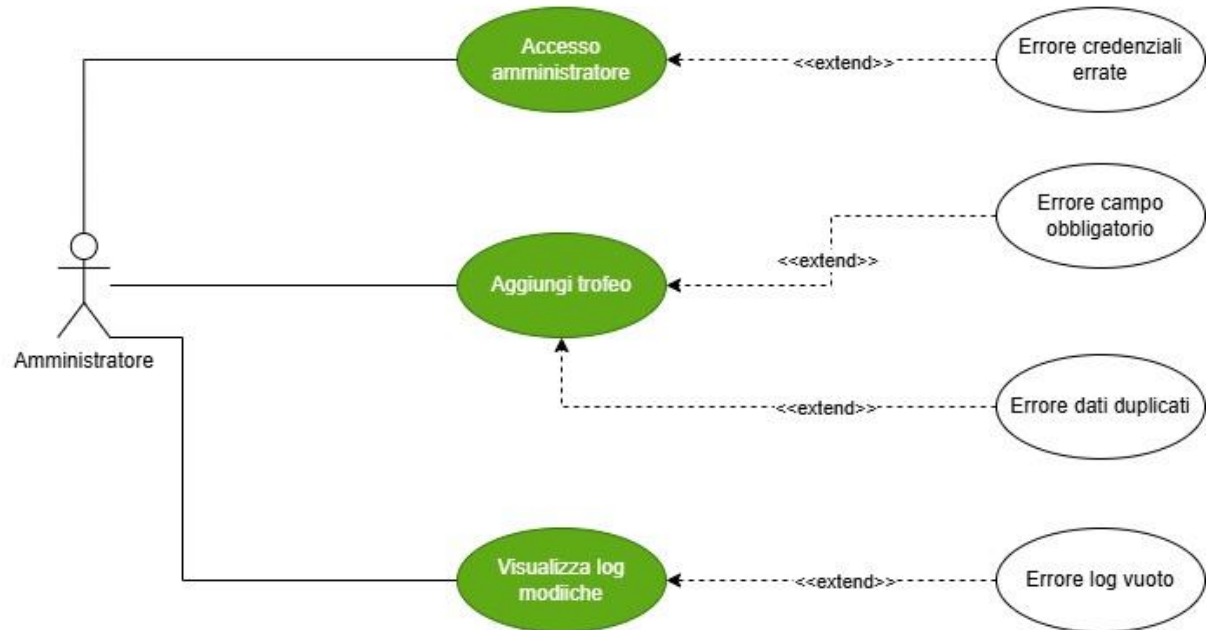 Accesso
amministratore
<<extend>>
Errore credenziali
errate
Errore campo
obbligatorio
<<extend>>
Aggiungi trofeo
Amministratore
<<extend>>
Errore dati duplicati
Visualizza log
modiiche
<<extend>>
Errore log vuoto